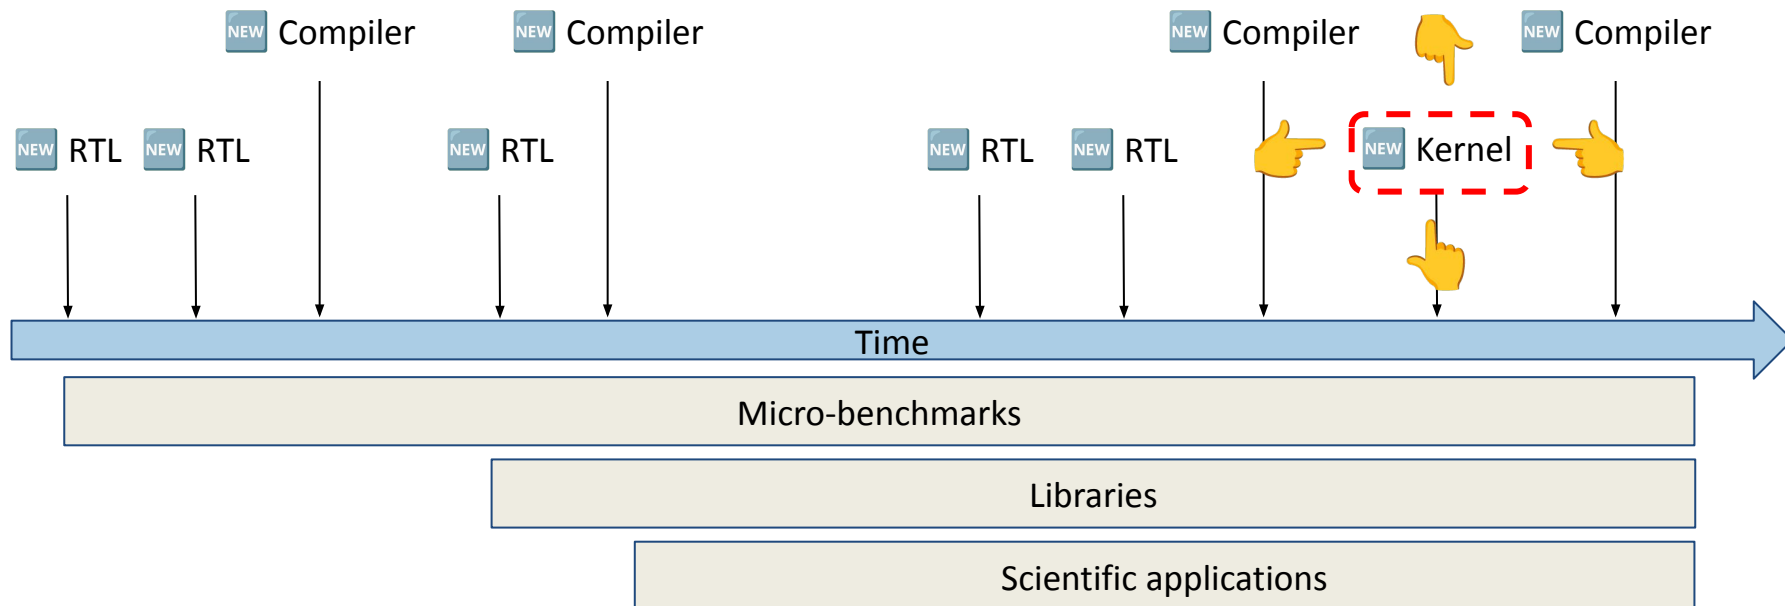 NEW Compiler
NEW Compiler
NEW Compiler
NEW Compiler
NEW RTL
NEW RTL
NEW RTL
NEW RTL
NEW RTL
NEW Kernel
Time
Micro-benchmarks
Libraries
Scientific applications